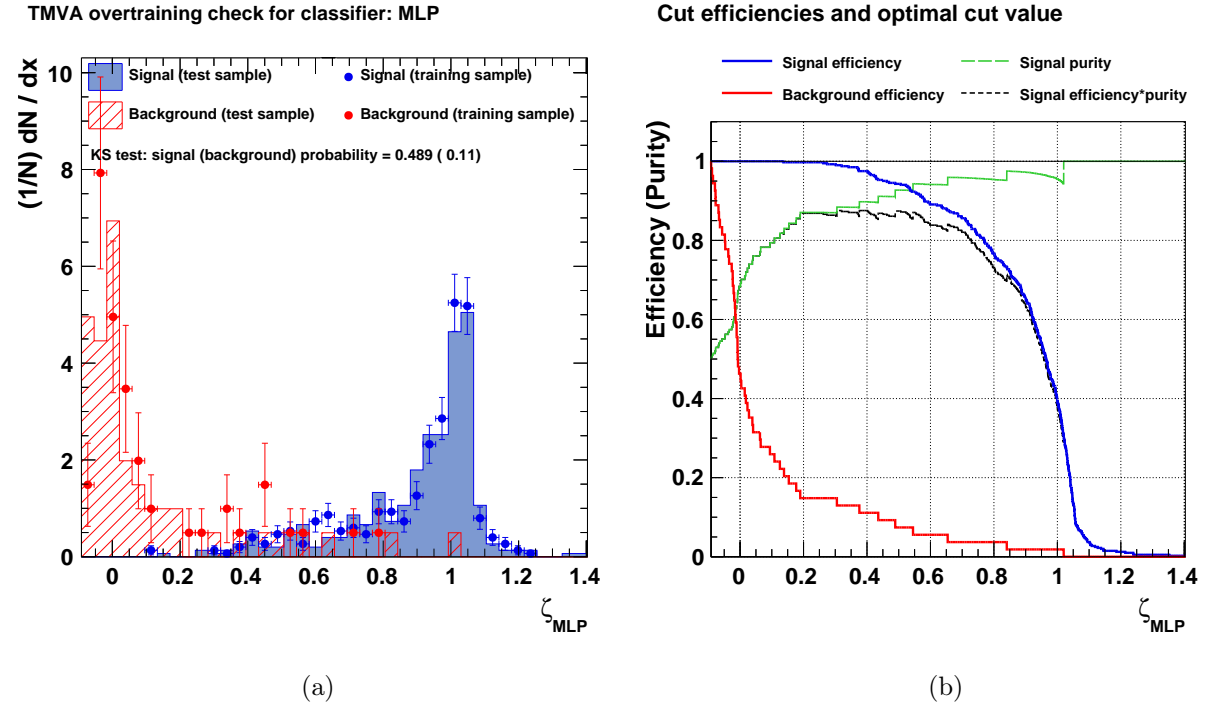 TMVA overtraining check for classifier: MLP
(1/N) dN / dx
10
8
6
4
2
0
Signal (test sample)
Signal (training sample)
Background (test sample)
Background (training sample)
KS test: signal (background) probability = 0.489 ( 0.11)
0 0.2 0.4 0.6 0.8 1 1.2 1.4
ζMLP
(a)
Cut efficiencies and optimal cut value
Signal efficiency
Signal purity
Background efficiency
Signal efficiency*purity
Efficiency (Purity)
1
0.8
0.6
0.4
0.2
0
0 0.2 0.4 0.6 0.8 1 1.2 1.4
ζMLP
(b)